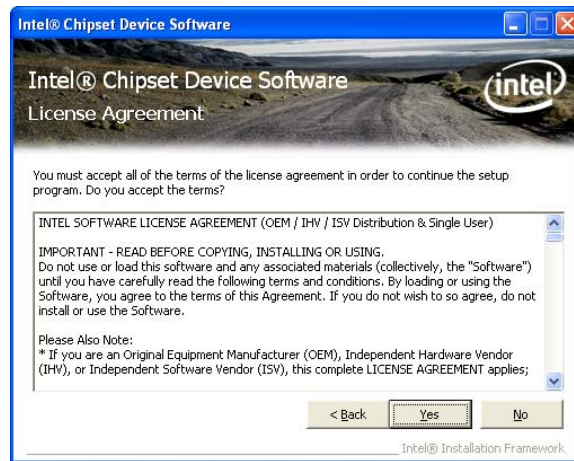 Intel® Chipset Device Software
Intel® Chipset Device Software
intel
License Agreement
You must accept all of the terms of the license agreement in order to continue the setup
program. Do you accept the terms?
INTEL SOFTWARE LICENSE AGREEMENT (OEM / IHV / ISV Distribution & Single User)
IMPORTANT - READ BEFORE COPYING, INSTALLING OR USING.
Do not use or load this software and any associated materials (collectively, the "Software")
until you have carefully read the following terms and conditions. By loading or using the
Software, you agree to the terms of this Agreement. If you do not wish to so agree, do not
install or use the Software.
Please Also Note:
* If you are an Original Equipment Manufacturer (OEM), Independent Hardware Vendor
(IHV), or Independent Software Vendor (ISV), this complete LICENSE AGREEMENT applies;
< Back Yes No
Intel® Installation Framework